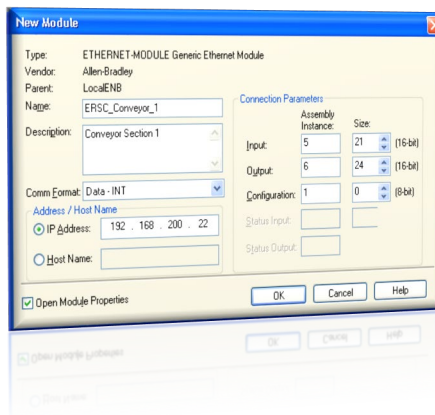 New Module
Type: ETHERNET-MODULE Generic Ethernet Module
Vendor: Allen-Bradley
Parent: LocalENB
Name: ERSC_Conveyor_1
Description: Conveyor Section 1
Comm Format: Data - INT
Address / Host Name
IP Address: 192 . 168 . 200 . 22
Host Name:
Connection Parameters
Assembly Instance: Size:
Input: 5 21 (16-bit)
Output: 6 24 (16-bit)
Configuration: 1 0 (8-bit)
Status Input:
Status Output:
Open Module Properties
OK Cancel Help